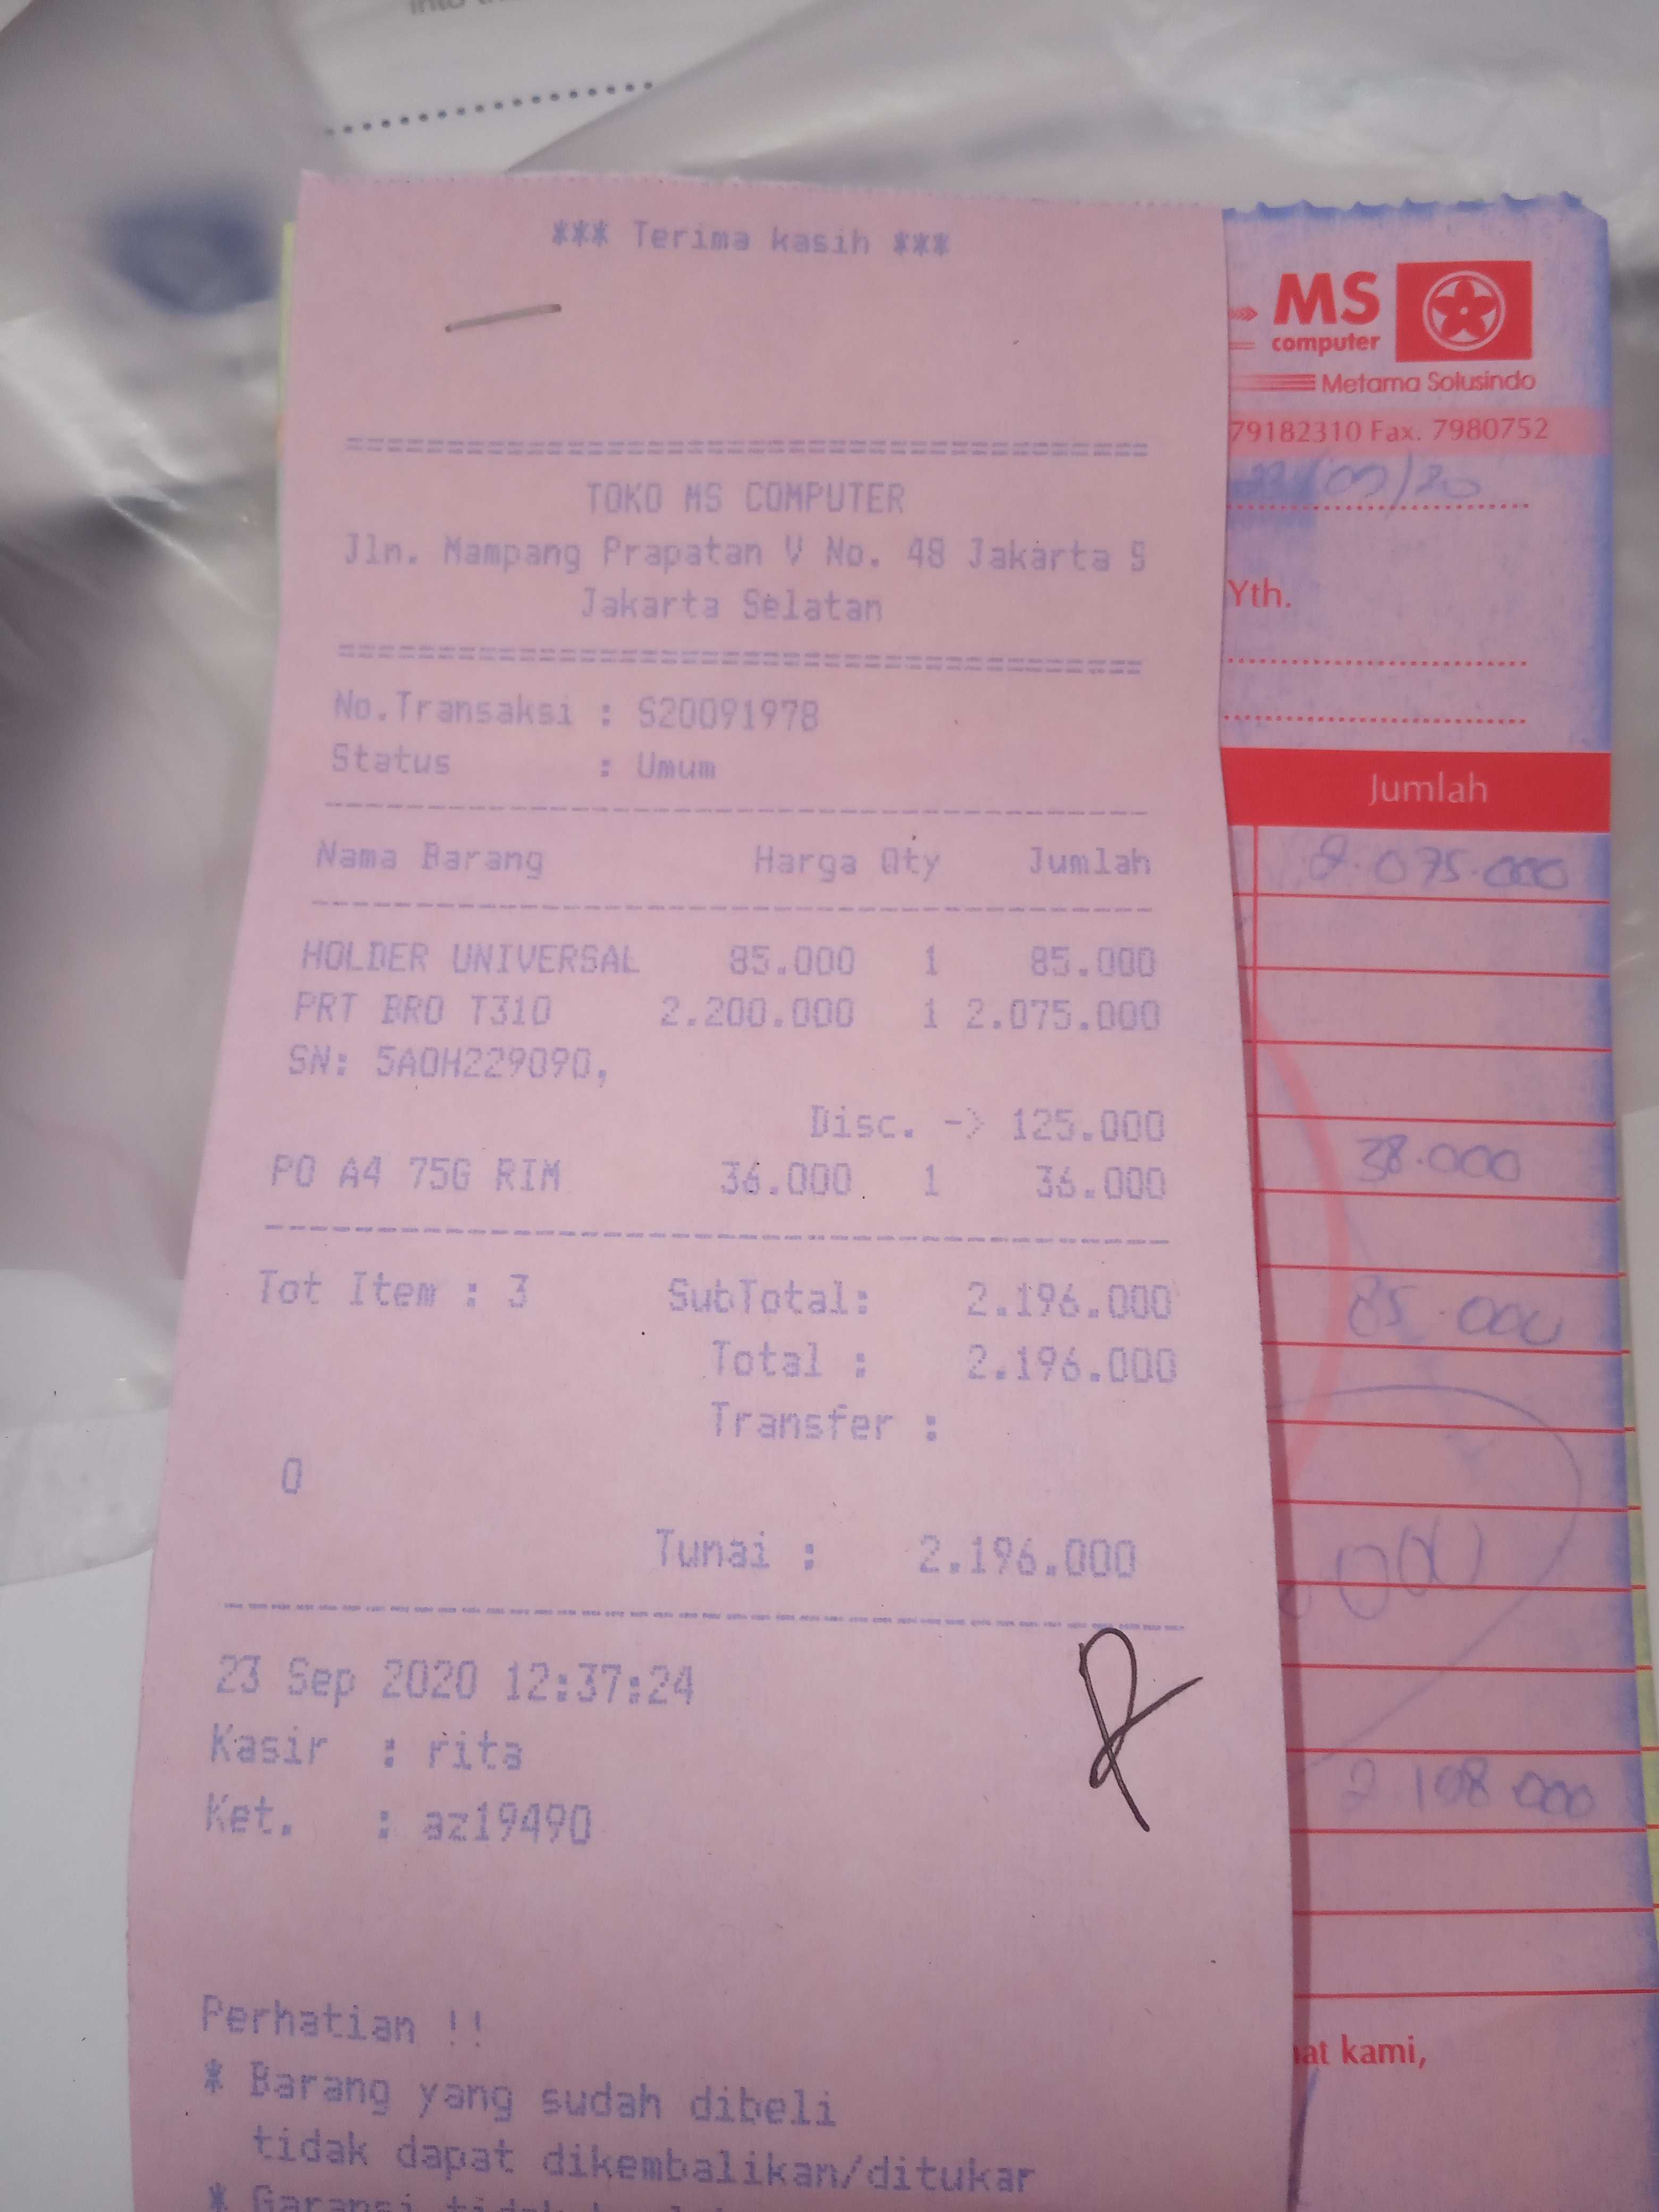 *** Terima kasih ***
================================
TOKO MS COMPUTER
Jln. Mampang Prapatan V No. 48 Jakarta S
Jakarta Selatan
================================
No.Transaksi : S20091978
Status : Umum
Nama Barang Harga Qty Jumlah
HOLDER UNIVERSAL 85.000 1 85.000
PRT BRO T310 2.200.000 1 2.075.000
SN: 5A0H229090,
Disc. -> 125.000
PO A4 75G RIM 36.000 1 36.000
Tot Item : 3 SubTotal: 2.196.000
Total : 2.196.000
Transfer :
0
Tunai : 2.196.000
23 Sep 2020 12:37:24
Kasir : rita
Ket. : az19490
Perhatian !!
* Barang yang sudah dibeli
tidak dapat dikembalikan/ditukar
* Garansi
MS
computer
Metama Solusindo
79182310 Fax. 7980752
Yth.
Jumlah
2.075.000
38.000
85.000
2.198.000
at kami,